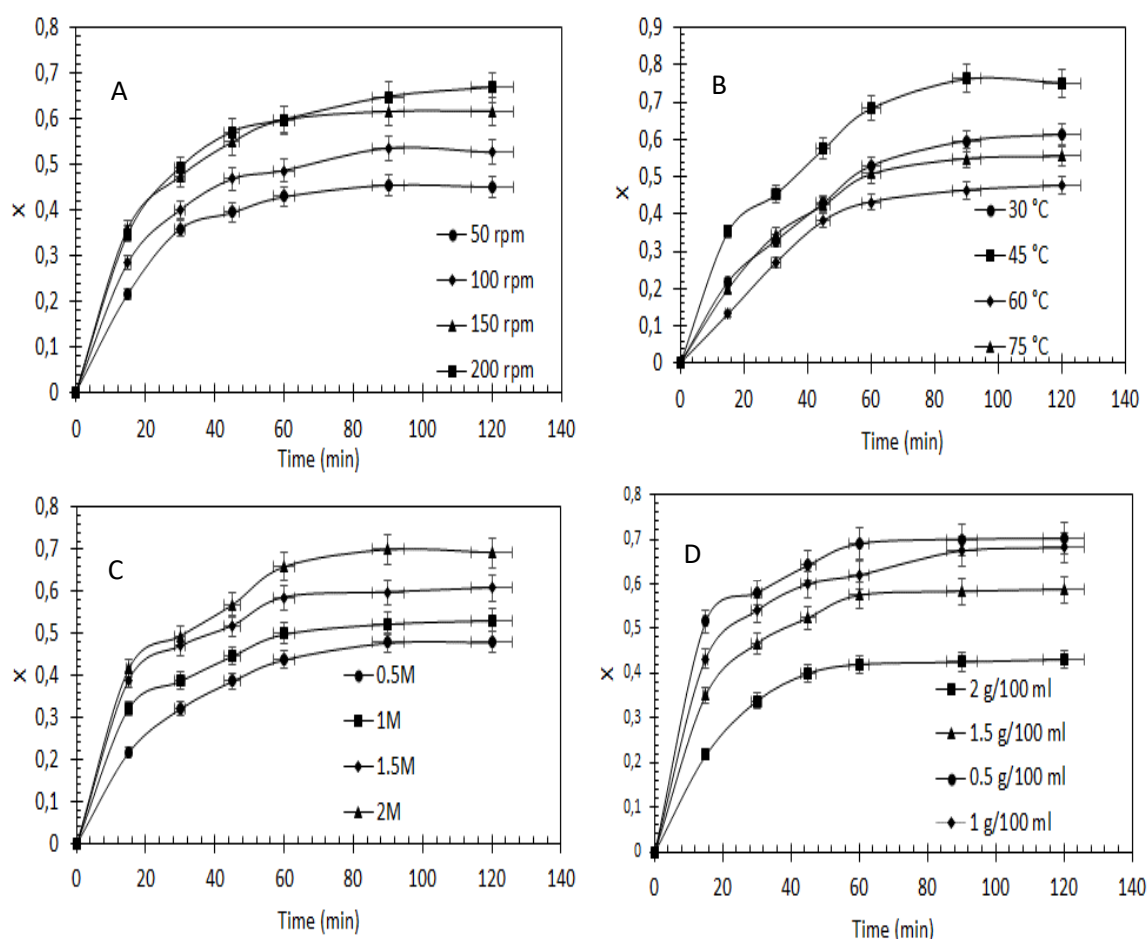 A
0,8
0,7
0,6
0,5
0,4
0,3
0,2
0,1
0
X
50 rpm
100 rpm
150 rpm
200 rpm
0 20 40 60 80 100 120 140
Time (min)
B
0,9
0,8
0,7
0,6
0,5
0,4
0,3
0,2
0,1
0
X
30 °C
45 °C
60 °C
75 °C
0 20 40 60 80 100 120 140
Time (min)
C
0,8
0,7
0,6
0,5
0,4
0,3
0,2
0,1
0
X
0.5M
1M
1.5M
2M
0 20 40 60 80 100 120 140
Time (min)
D
0,8
0,7
0,6
0,5
0,4
0,3
0,2
0,1
0
X
2 g/100 ml
1.5 g/100 ml
0.5 g/100 ml
1 g/100 ml
0 20 40 60 80 100 120 140
Time (min)